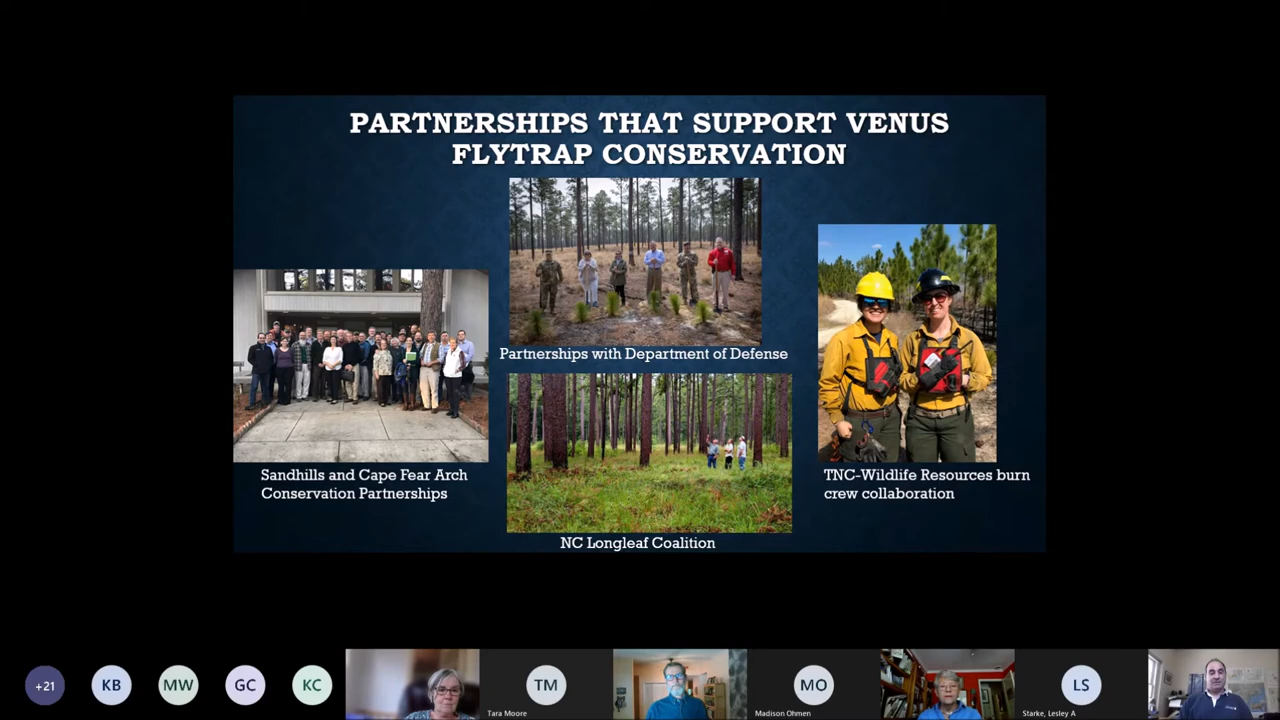 PARTNERSHIPS THAT SUPPORT VENUS
FLYTRAP CONSERVATION
Partnerships with Department of Defense
Sandhills and Cape Fear Arch
Conservation Partnerships
TNC-Wildlife Resources burn
crew collaboration
NC Longleaf Coalition
+21
KB
MW
GC
KC
TM
Tara Moore
MO
Madison Ohmen
LS
Starke, Lesley A